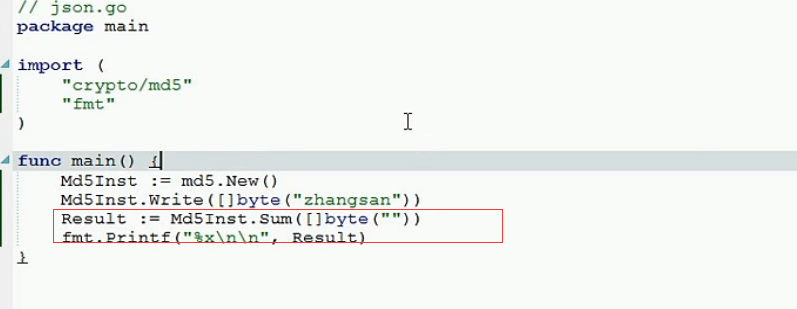 // json.go
package main
import (
"crypto/md5"
"fmt"
)
func main() {
Md5Inst := md5.New()
Md5Inst.Write([]byte("zhangsan"))
Result := Md5Inst.Sum([]byte(""))
fmt.Printf("%x\n\n", Result)
}